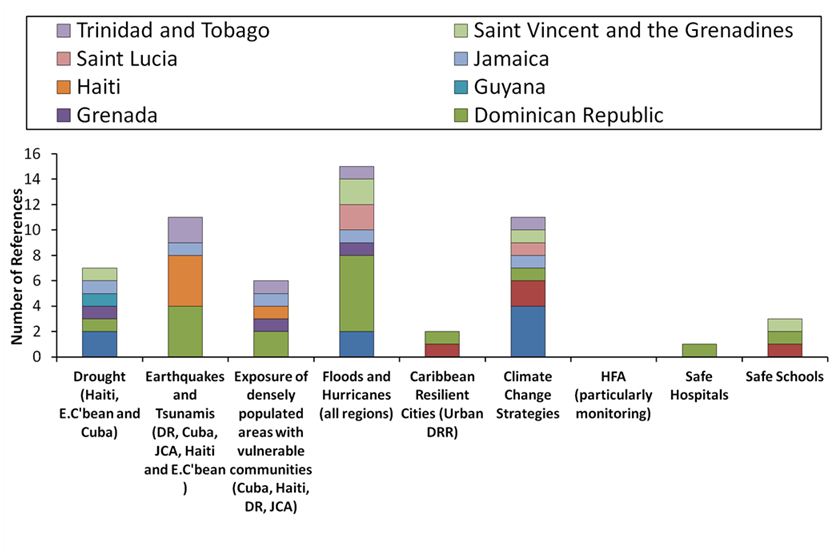 Trinidad and Tobago
Saint Vincent and the Grenadines
Saint Lucia
Jamaica
Haiti
Guyana
Grenada
Dominican Republic
Number of References
16
14
12
10
8
6
4
2
0
Drought
(Haiti,
E.C'bean and
Cuba)
Earthquakes
and
Tsunamis
(DR, Cuba,
JCA, Haiti
and E.C'bean
)
Exposure of
densely
populated
areas with
vulnerable
communities
(Cuba, Haiti,
DR, JCA)
Floods and
Hurricanes
(all regions)
Caribbean
Resilient
Cities (Urban
DRR)
Climate
Change
Strategies
HFA
(particularly
monitoring)
Safe
Hospitals
Safe Schools